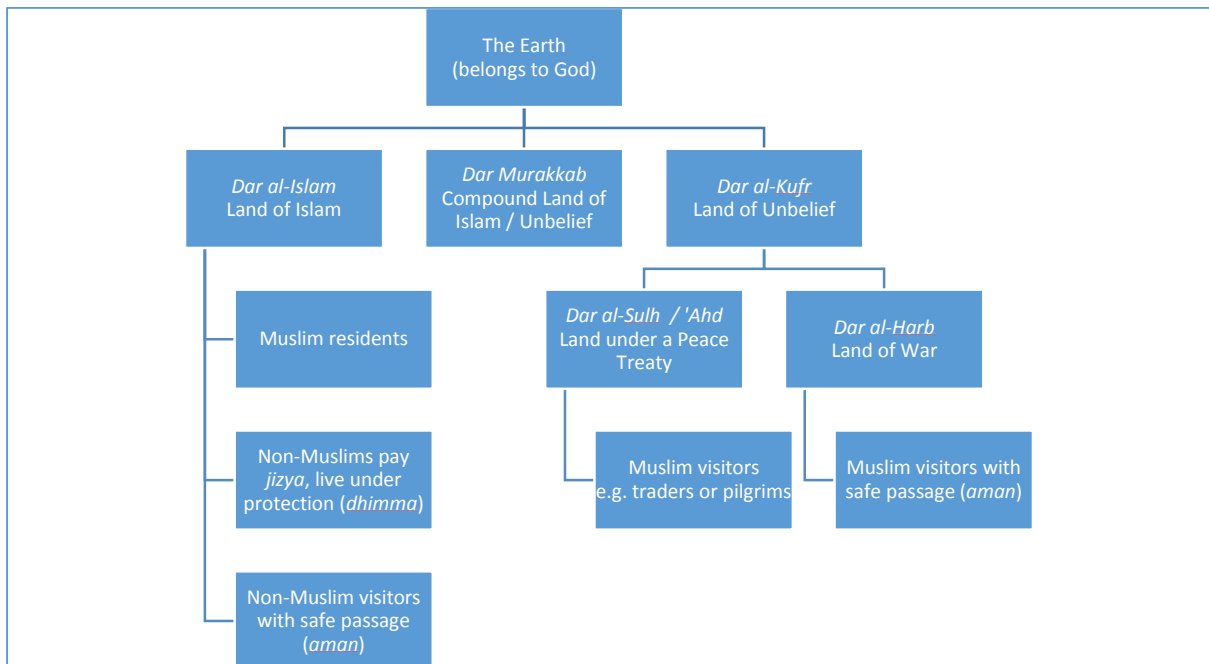 The Earth
(belongs to God)
Dar al-Islam
Land of Islam
Dar Murakkab
Compound Land of
Islam / Unbelief
Dar al-Kufr
Land of Unbelief
Muslim residents
Dar al-Sulh / 'Ahd
Land under a Peace
Treaty
Dar al-Harb
Land of War
Non-Muslims pay
jizya, live under
protection (dhimma)
Muslim visitors
e.g. traders or pilgrims
Muslim visitors with
safe passage (aman)
Non-Muslim visitors
with safe passage
(aman)